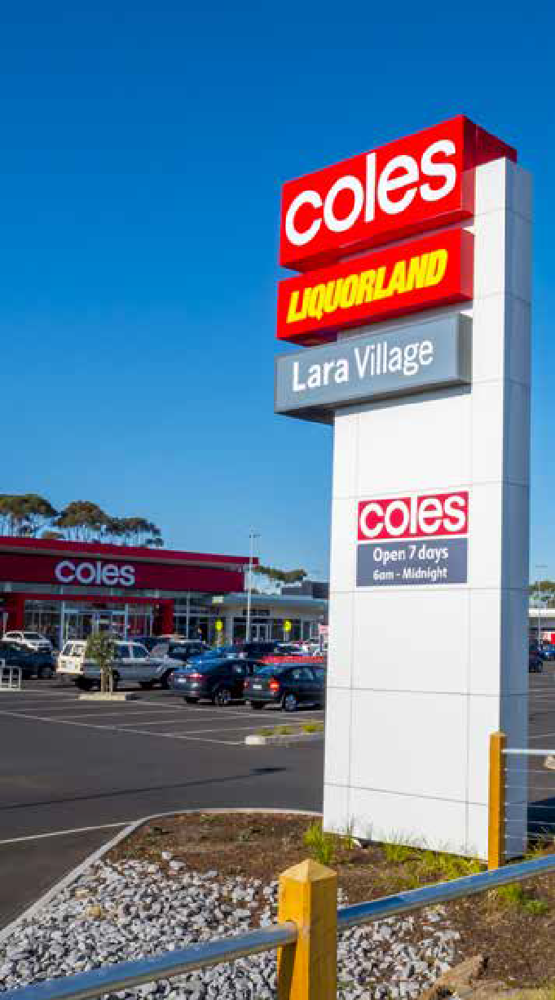 coles
LIQUORLAND
Lara Village
coles
Open 7 days
6am - Midnight
coles